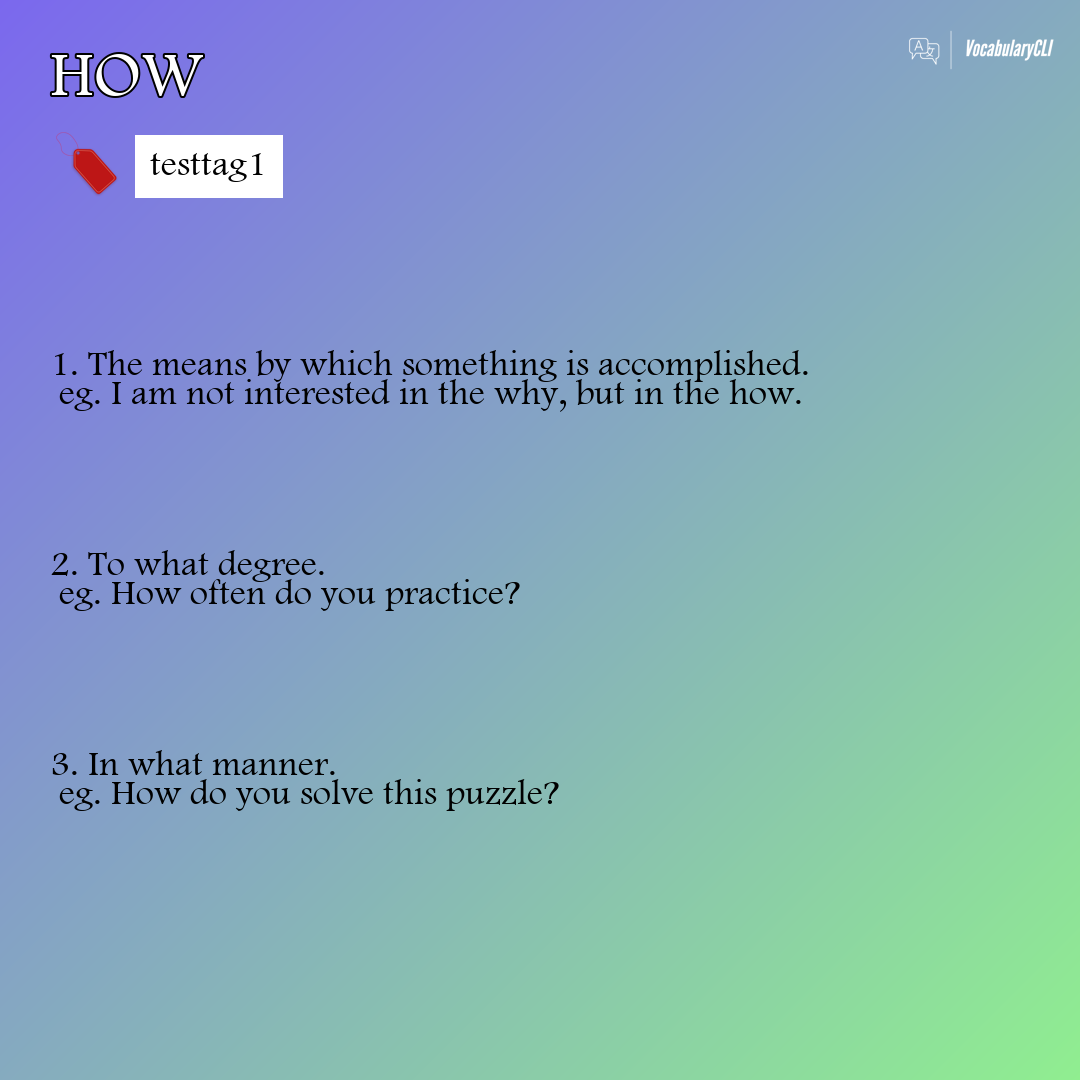 HOW
VocabularyCLI
testtag1
1. The means by which something is accomplished.
eg. I am not interested in the why, but in the how.
2. To what degree.
eg. How often do you practice?
3. In what manner.
eg. How do you solve this puzzle?